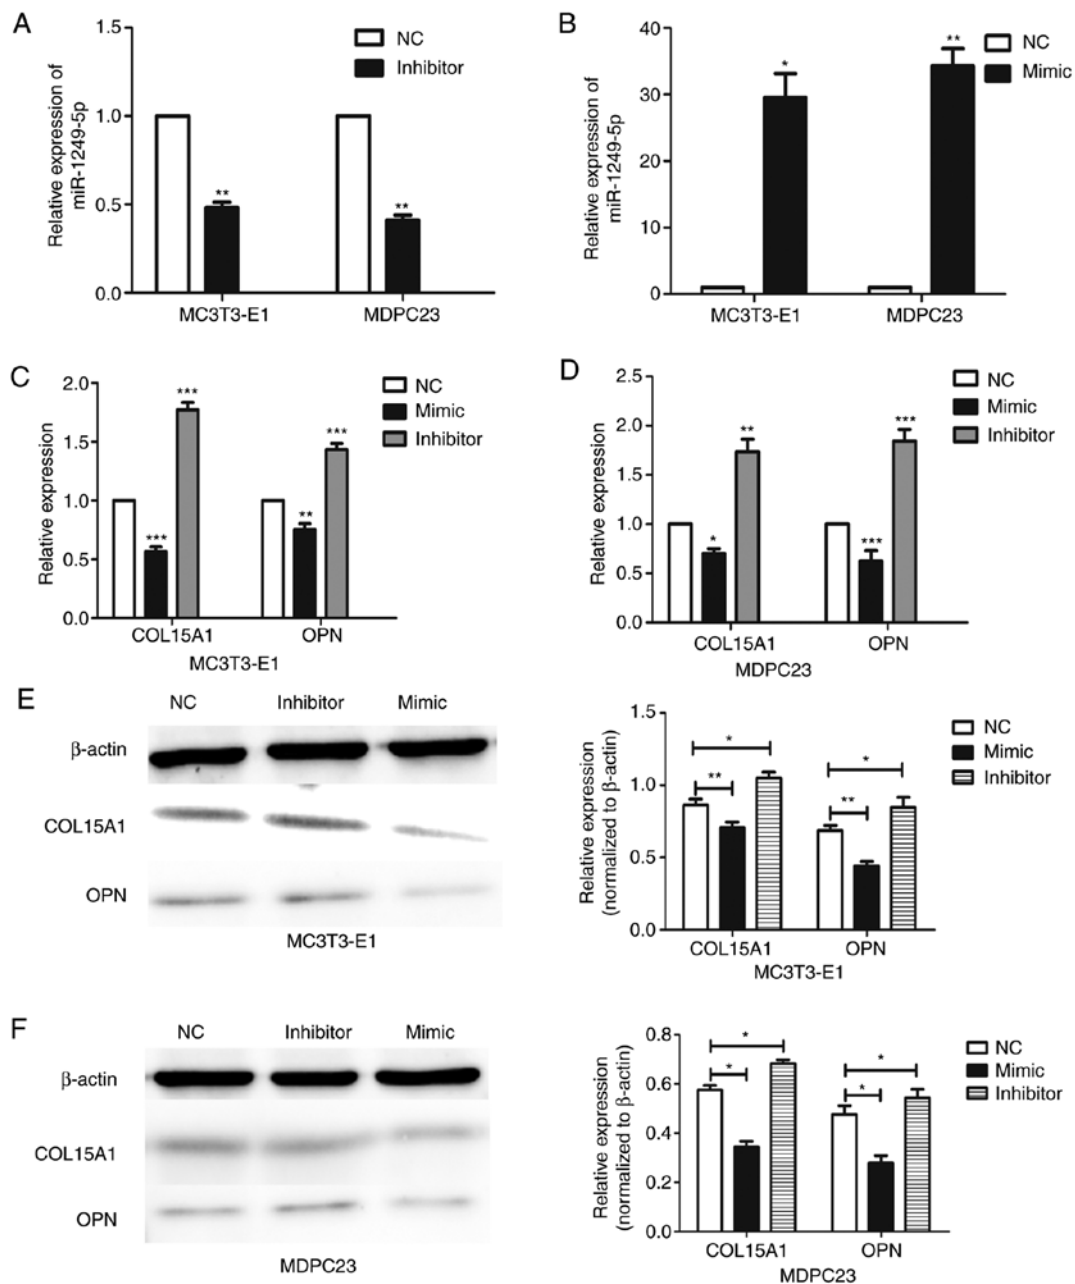 A
Relative expression of
miR-1249-5p
1.5
1.0
0.5
0.0
NC
Inhibitor
**
**
MC3T3-E1
MDPC23
B
Relative expression of
miR-1249-5p
40
30
20
10
0
NC
Mimic
*
**
MC3T3-E1
MDPC23
C
Relative expression
2.0
1.5
1.0
0.5
0.0
NC
Mimic
Inhibitor
***
***
**
***
COL15A1
OPN
MC3T3-E1
D
Relative expression
2.5
2.0
1.5
1.0
0.5
0.0
NC
Mimic
Inhibitor
*
**
***
***
COL15A1
OPN
MDPC23
E
NC Inhibitor Mimic
β-actin
COL15A1
OPN
MC3T3-E1
Relative expression
(normalized to β-actin)
1.5
1.0
0.5
0.0
NC
Mimic
Inhibitor
*
**
*
**
COL15A1
OPN
MC3T3-E1
F
NC Inhibitor Mimic
β-actin
COL15A1
OPN
MDPC23
Relative expression
(normalized to β-actin)
0.8
0.6
0.4
0.2
0.0
NC
Mimic
Inhibitor
*
*
*
*
COL15A1
OPN
MDPC23